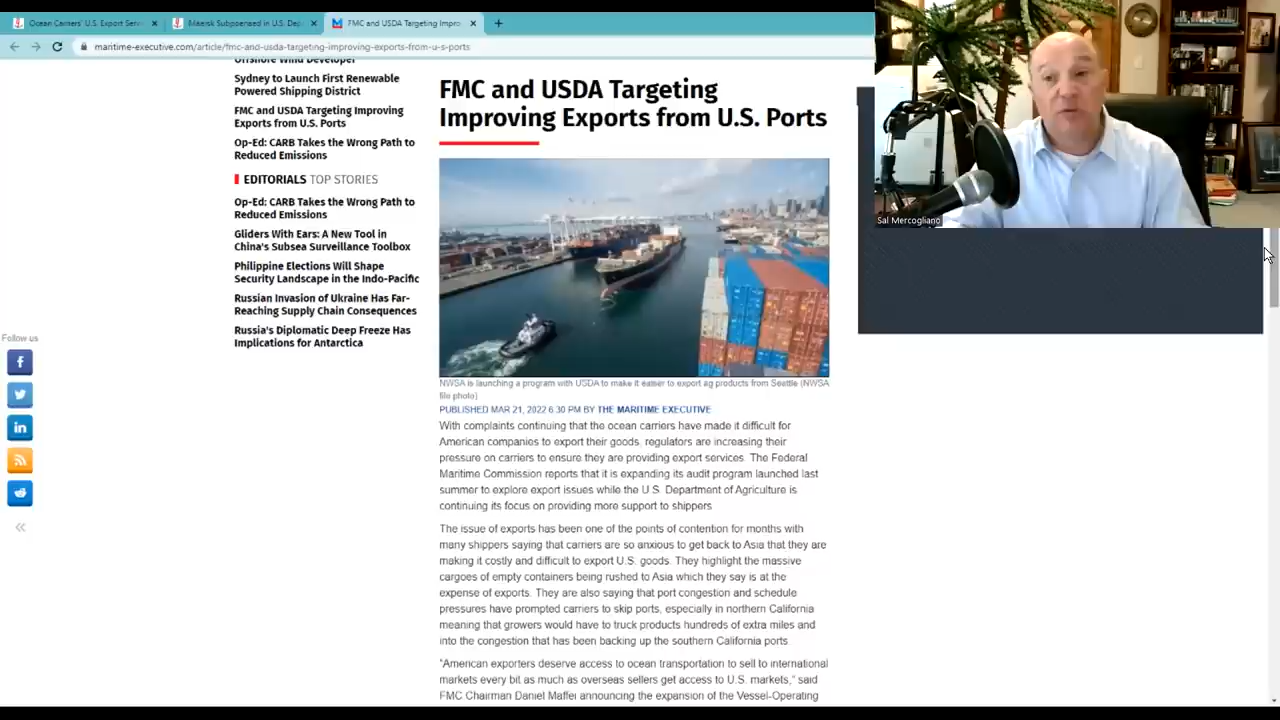 Ocean Carriers' U.S. Export Serv
Maersk Subpoenaed in U.S. Dep
FMC and USDA Targeting Impro
maritime-executive.com/article/fmc-and-usda-targeting-improving-exports-from-u-s-ports
Offshore Wind Developer
Sydney to Launch First Renewable
Powered Shipping District
FMC and USDA Targeting Improving
Exports from U.S. Ports
Op-Ed: CARB Takes the Wrong Path to
Reduced Emissions
EDITORIALS TOP STORIES
Op-Ed: CARB Takes the Wrong Path to
Reduced Emissions
Gliders With Ears: A New Tool in
China's Subsea Surveillance Toolbox
Philippine Elections Will Shape
Security Landscape in the Indo-Pacific
Russian Invasion of Ukraine Has Far-
Reaching Supply Chain Consequences
Russia's Diplomatic Deep Freeze Has
Implications for Antarctica
Follow us
FMC and USDA Targeting
Improving Exports from U.S. Ports
NWSA is launching a program with USDA to make it easier to export ag products from Seattle (NWSA
file photo)
PUBLISHED MAR 21, 2022 6:30 PM BY THE MARITIME EXECUTIVE
With complaints continuing that the ocean carriers have made it difficult for
American companies to export their goods, regulators are increasing their
pressure on carriers to ensure they are providing export services. The Federal
Maritime Commission reports that it is expanding its audit program launched last
summer to explore export issues while the U.S. Department of Agriculture is
continuing its focus on providing more support to shippers
The issue of exports has been one of the points of contention for months with
many shippers saying that carriers are so anxious to get back to Asia that they are
making it costly and difficult to export U.S. goods. They highlight the massive
cargoes of empty containers being rushed to Asia which they say is at the
expense of exports. They are also saying that port congestion and schedule
pressures have prompted carriers to skip ports, especially in northern California
meaning that growers would have to truck products hundreds of extra miles and
into the congestion that has been backing up the southern California ports
"American exporters deserve access to ocean transportation to sell to international
markets every bit as much as overseas sellers get access to U.S. markets," said
FMC Chairman Daniel Maffei announcing the expansion of the Vessel-Operating
Sal Mercogliano